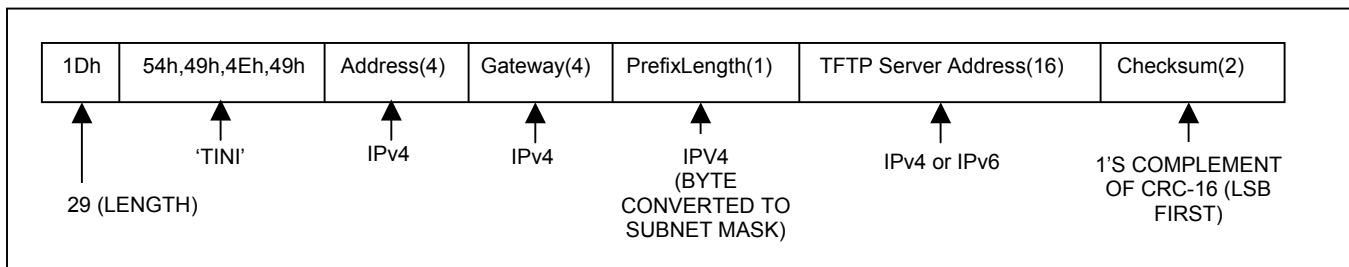 1Dh
54h,49h,4Eh,49h
Address(4)
Gateway(4)
PrefixLength(1)
TFTP Server Address(16)
Checksum(2)
29 (LENGTH)
‘TINI’
IPv4
IPv4
IPV4
(BYTE
CONVERTED TO
SUBNET MASK)
IPv4 or IPv6
1’S COMPLEMENT
OF CRC-16 (LSB
FIRST)